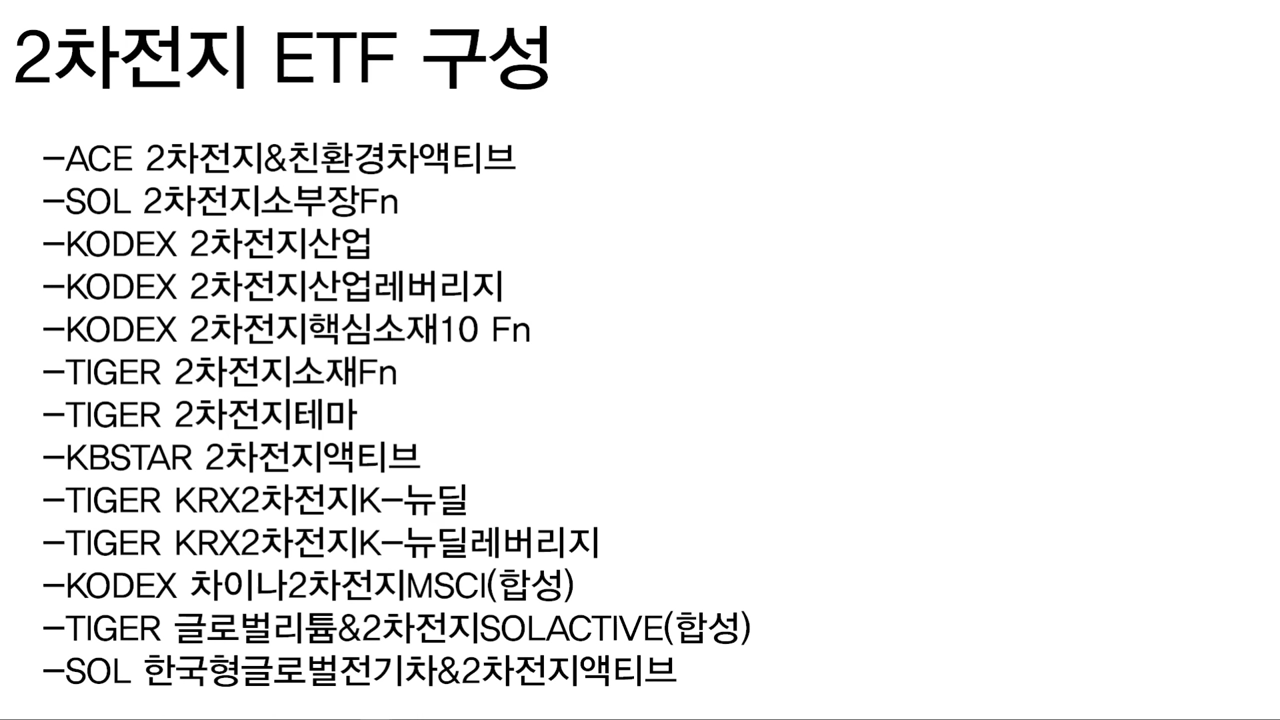 2차전지 ETF 구성
-ACE 2차전지&친환경차액티브
-SOL 2차전지소부장Fn
-KODEX 2차전지산업
-KODEX 2차전지산업레버리지
-KODEX 2차전지핵심소재10 Fn
-TIGER 2차전지소재Fn
-TIGER 2차전지테마
-KBSTAR 2차전지액티브
-TIGER KRX2차전지K-뉴딜
-TIGER KRX2차전지K-뉴딜레버리지
-KODEX 차이나2차전지MSCI(합성)
-TIGER 글로벌리튬&2차전지SOLACTIVE(합성)
-SOL 한국형글로벌전기차&2차전지액티브